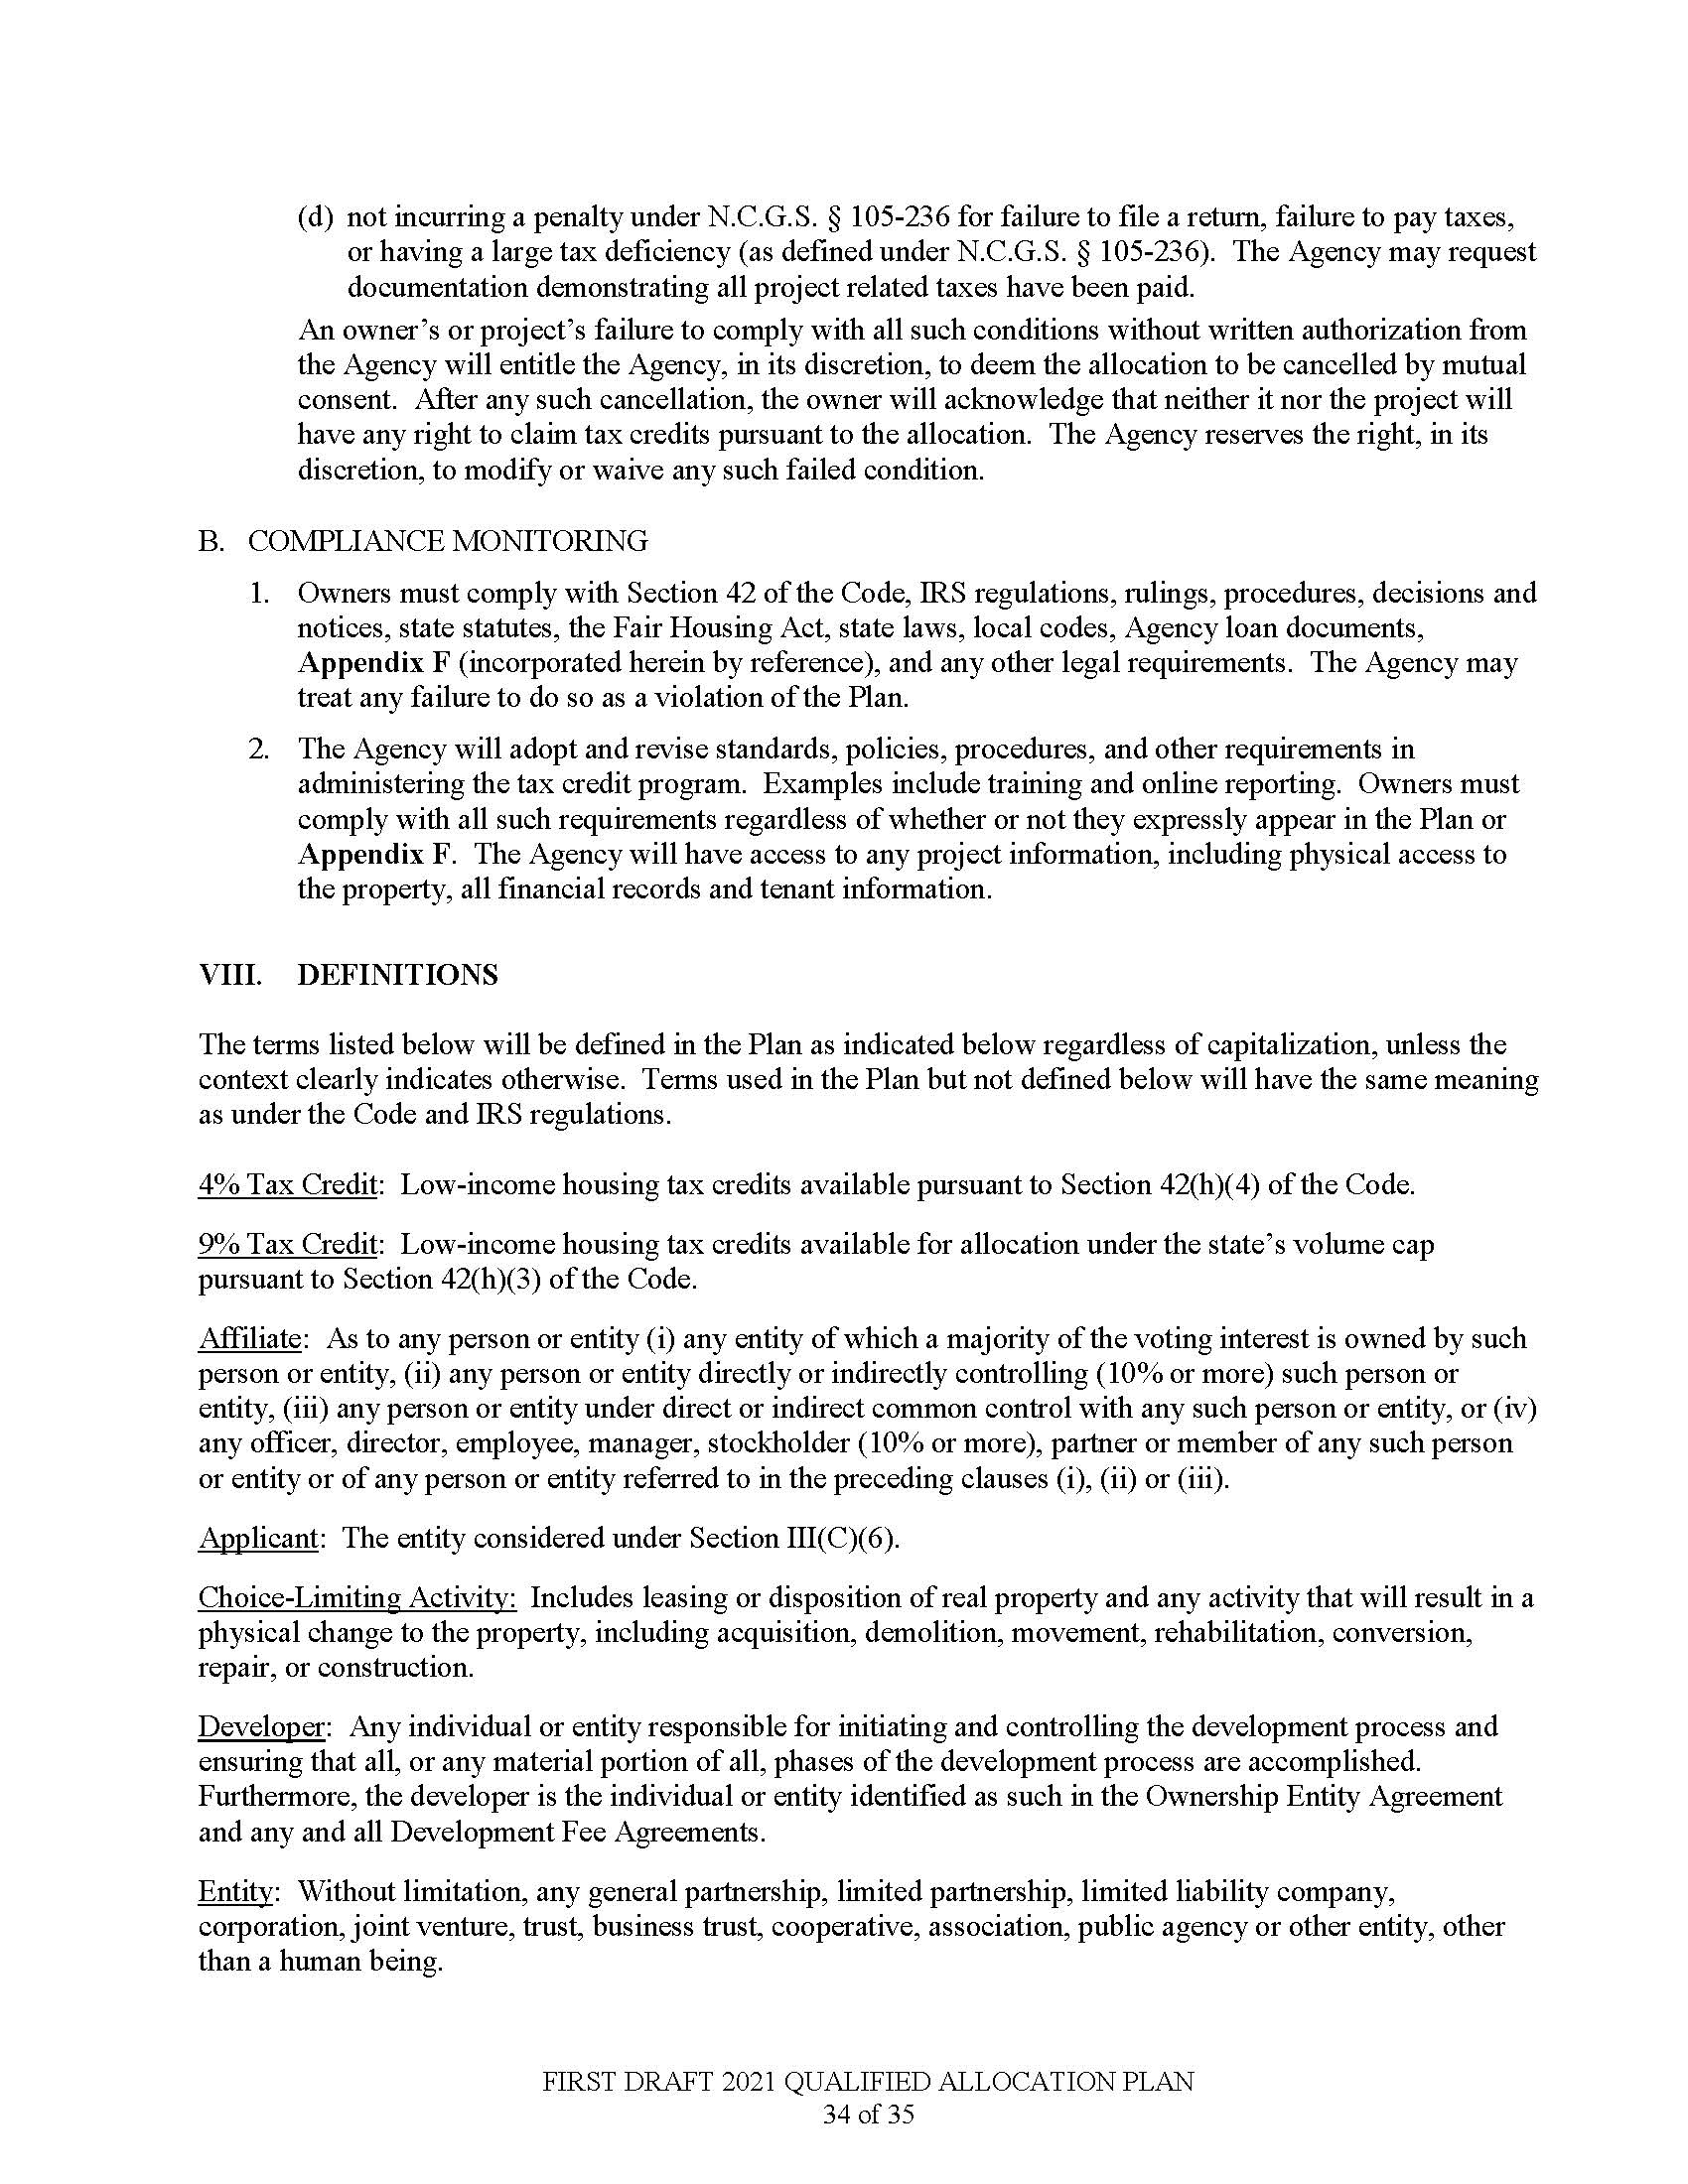 (d) not incurring a penalty under N.C.G.S. § 105-236 for failure to file a return, failure to pay taxes,
or having a large tax deficiency (as defined under N.C.G.S. § 105-236). The Agency may request
documentation demonstrating all project related taxes have been paid.
An owner’s or project’s failure to comply with all such conditions without written authorization from
the Agency will entitle the Agency, in its discretion, to deem the allocation to be cancelled by mutual
consent. After any such cancellation, the owner will acknowledge that neither it nor the project will
have any right to claim tax credits pursuant to the allocation. The Agency reserves the right, in its
discretion, to modify or waive any such failed condition.
B. COMPLIANCE MONITORING
1. Owners must comply with Section 42 of the Code, IRS regulations, rulings, procedures, decisions and
notices, state statutes, the Fair Housing Act, state laws, local codes, Agency loan documents,
Appendix F (incorporated herein by reference), and any other legal requirements. The Agency may
treat any failure to do so as a violation of the Plan.
2. The Agency will adopt and revise standards, policies, procedures, and other requirements in
administering the tax credit program. Examples include training and online reporting. Owners must
comply with all such requirements regardless of whether or not they expressly appear in the Plan or
Appendix F. The Agency will have access to any project information, including physical access to
the property, all financial records and tenant information.
VIII. DEFINITIONS
The terms listed below will be defined in the Plan as indicated below regardless of capitalization, unless the
context clearly indicates otherwise. Terms used in the Plan but not defined below will have the same meaning
as under the Code and IRS regulations.
4% Tax Credit: Low-income housing tax credits available pursuant to Section 42(h)(4) of the Code.
9% Tax Credit: Low-income housing tax credits available for allocation under the state’s volume cap
pursuant to Section 42(h)(3) of the Code.
Affiliate: As to any person or entity (i) any entity of which a majority of the voting interest is owned by such
person or entity, (ii) any person or entity directly or indirectly controlling (10% or more) such person or
entity, (iii) any person or entity under direct or indirect common control with any such person or entity, or (iv)
any officer, director, employee, manager, stockholder (10% or more), partner or member of any such person
or entity or of any person or entity referred to in the preceding clauses (i), (ii) or (iii).
Applicant: The entity considered under Section III(C)(6).
Choice-Limiting Activity: Includes leasing or disposition of real property and any activity that will result in a
physical change to the property, including acquisition, demolition, movement, rehabilitation, conversion,
repair, or construction.
Developer: Any individual or entity responsible for initiating and controlling the development process and
ensuring that all, or any material portion of all, phases of the development process are accomplished.
Furthermore, the developer is the individual or entity identified as such in the Ownership Entity Agreement
and any and all Development Fee Agreements.
Entity: Without limitation, any general partnership, limited partnership, limited liability company,
corporation, joint venture, trust, business trust, cooperative, association, public agency or other entity, other
than a human being.
FIRST DRAFT 2021 QUALIFIED ALLOCATION PLAN
34 of 35